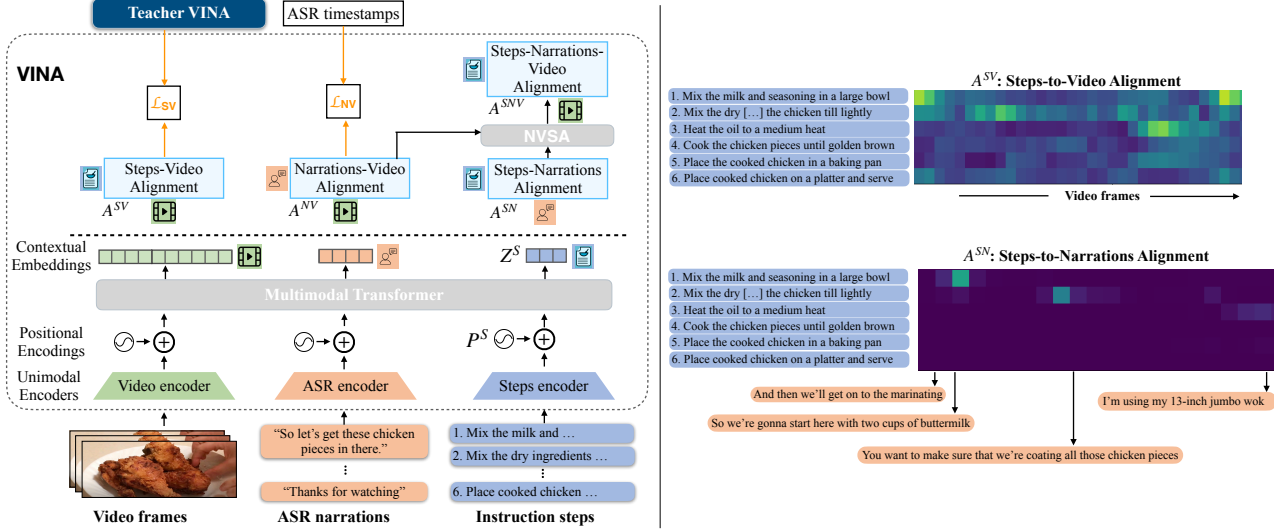 Teacher VINA
ASR timestamps
VINA
ℒSV
ℒNV
Steps-Narrations-
Video
Alignment
A^SNV
NVSA
Steps-Video
Alignment
A^SV
Narrations-Video
Alignment
A^NV
Steps-Narrations
Alignment
A^SN
Contextual
Embeddings
Z^S
Multimodal Transformer
Positional
Encodings
P^S
Unimodal
Encoders
Video encoder
ASR encoder
Steps encoder
“So let’s get these chicken
pieces in there.”
“Thanks for watching”
1. Mix the milk and …
2. Mix the dry ingredients …
6. Place cooked chicken …
Video frames
ASR narrations
Instruction steps
A^SV: Steps-to-Video Alignment
1. Mix the milk and seasoning in a large bowl
2. Mix the dry […] the chicken till lightly
3. Heat the oil to a medium heat
4. Cook the chicken pieces until golden brown
5. Place the cooked chicken in a baking pan
6. Place cooked chicken on a platter and serve
Video frames
A^SN: Steps-to-Narrations Alignment
1. Mix the milk and seasoning in a large bowl
2. Mix the dry […] the chicken till lightly
3. Heat the oil to a medium heat
4. Cook the chicken pieces until golden brown
5. Place the cooked chicken in a baking pan
6. Place cooked chicken on a platter and serve
And then we’ll get on to the marinating
I’m using my 13-inch jumbo wok
So we’re gonna start here with two cups of buttermilk
You want to make sure that we’re coating all those chicken pieces